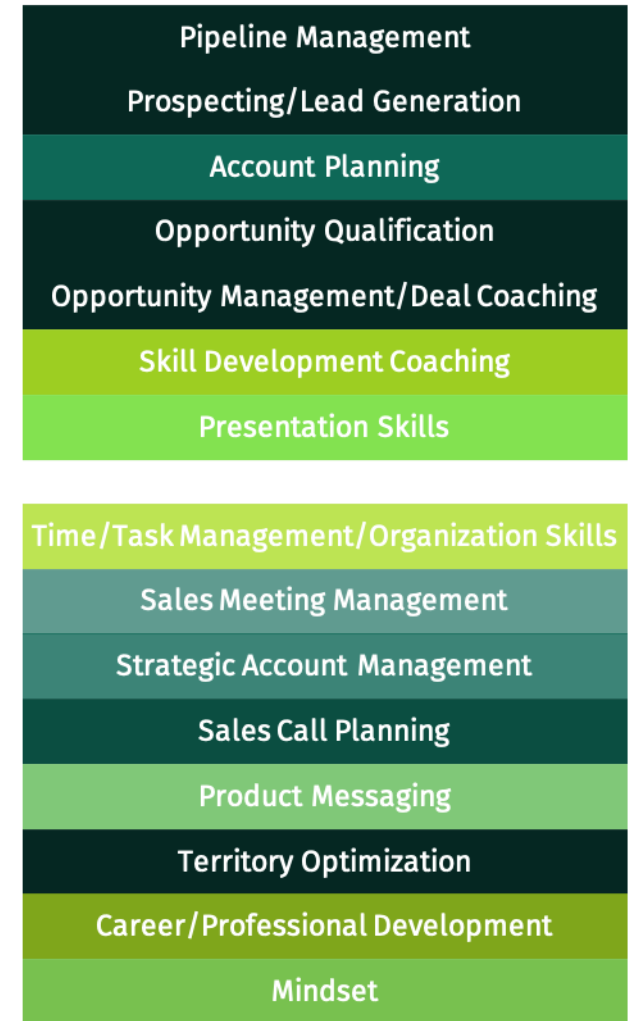 Pipeline Management
Prospecting/Lead Generation
Account Planning
Opportunity Qualification
Opportunity Management/Deal Coaching
Skill Development Coaching
Presentation Skills
Time/Task Management/Organization Skills
Sales Meeting Management
Strategic Account Management
Sales Call Planning
Product Messaging
Territory Optimization
Career/Professional Development
Mindset